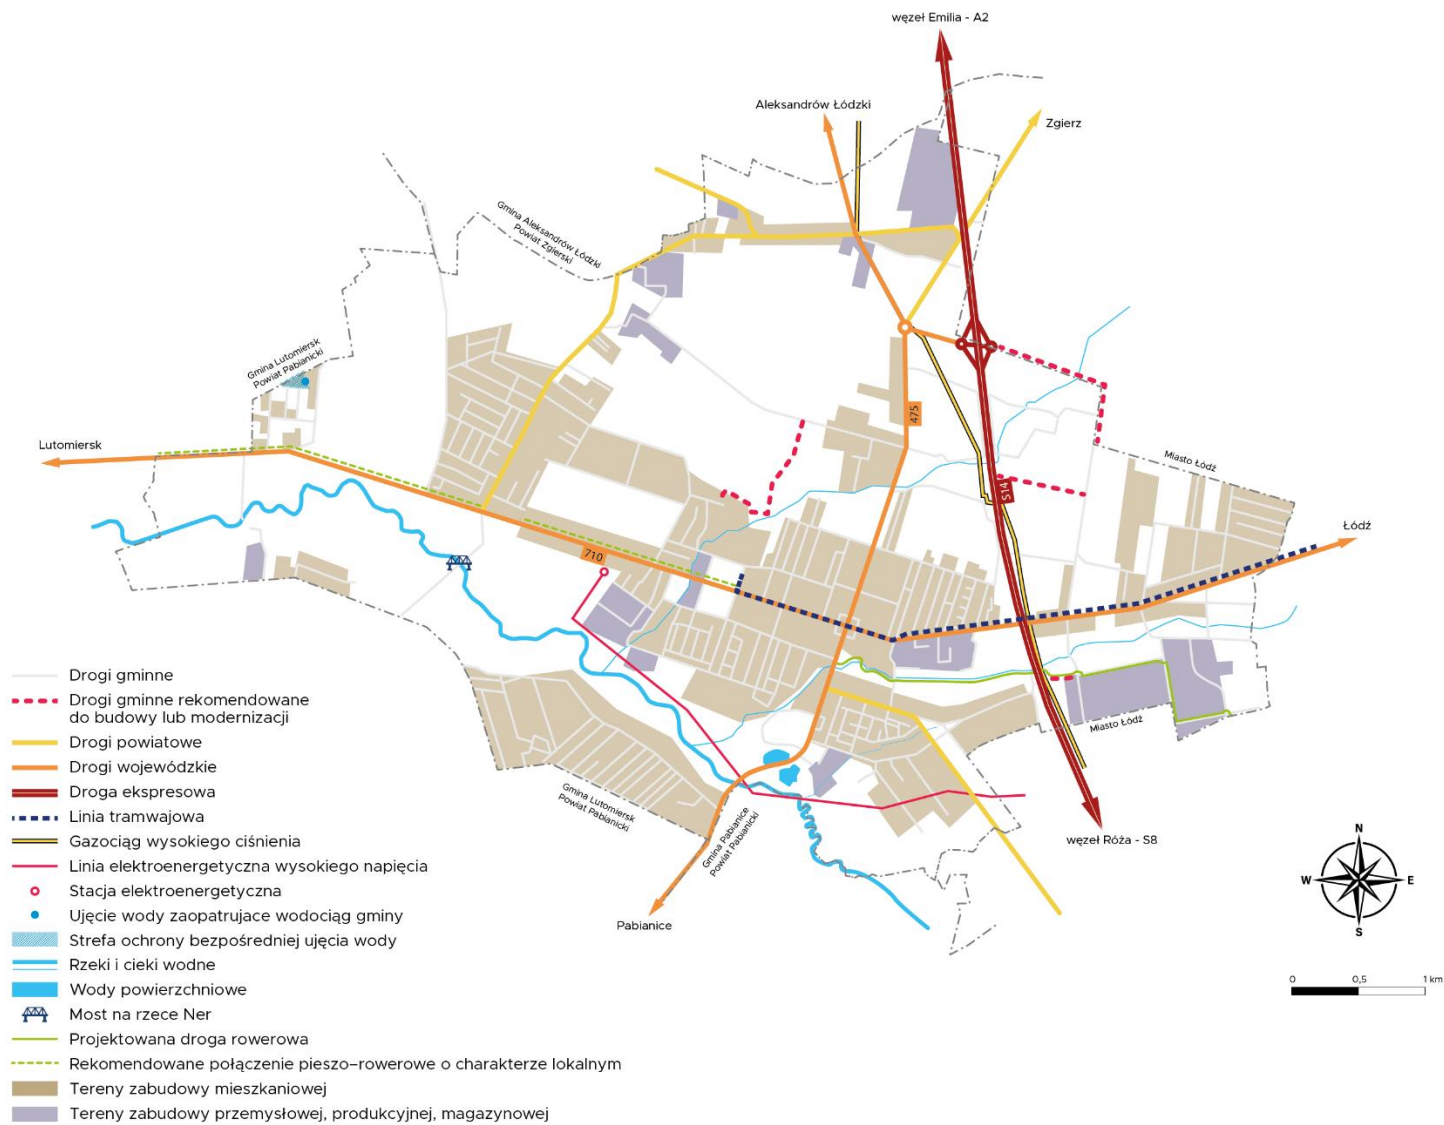 węzeł Emilia - A2
Aleksandrów Łódzki
Zgierz
Gmina Aleksandrów Łódzki
Powiat Zgierski
Gmina Lutomiersk
Powiat Pabianicki
Lutomiersk
475
Miasto Łódź
S14
Łódź
710
Drogi gminne
Drogi gminne rekomendowane
do budowy lub modernizacji
Miasto Łódź
Drogi powiatowe
Drogi wojewódzkie
Droga ekspresowa
Gmina Lutomiersk
Powiat Pabianicki
Linia tramwajowa
Gmina Pabianice
Powiat Pabianicki
Gazociąg wysokiego ciśnienia
węzeł Róża - S8
Linia elektroenergetyczna wysokiego napięcia
Stacja elektroenergetyczna
Ujęcie wody zaopatrujace wodociąg gminy
Pabianice
Strefa ochrony bezpośredniej ujęcia wody
Rzeki i cieki wodne
Wody powierzchniowe
Most na rzece Ner
Projektowana droga rowerowa
Rekomendowane połączenie pieszo–rowerowe o charakterze lokalnym
Tereny zabudowy mieszkaniowej
Tereny zabudowy przemysłowej, produkcyjnej, magazynowej
N
W E
S
0 0,5 1 km